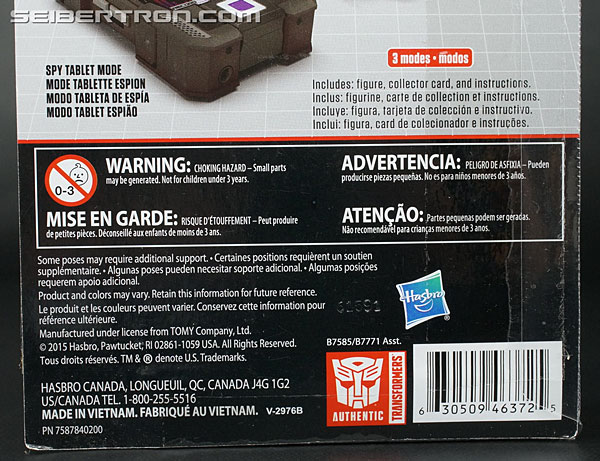 SEIBERTRON.COM
SPY TABLET MODE
MODE TABLETTE ESPION
MODO TABLETA DE ESPÍA
MODO TABLET ESPIÃO
3 modes • modos
Includes: figure, collector card, and instructions.
Inclus: figurine, carte de collection et instructions.
Incluye: figura, tarjeta de colección e instructivo.
Inclui: figura, card de colecionador e instruções.
0-3
WARNING: CHOKING HAZARD – Small parts
may be generated. Not for children under 3 years.
ADVERTENCIA: PELIGRO DE ASFIXIA – Pueden
producirse piezas pequeñas. No es para niños menores de 3 años.
MISE EN GARDE: RISQUE D'ÉTOUFFEMENT – Peut produire
de petites pièces. Déconseillé aux enfants de moins de 3 ans.
ATENÇÃO: Partes pequenas podem ser geradas.
Não recomendável para crianças menores de 3 anos.
Some poses may require additional support. • Certaines positions requièrent un soutien
supplémentaire. • Algunas poses pueden necesitar soporte adicional. • Algumas posições
requerem apoio adicional.
Product and colors may vary. Retain this information for future reference.
Le produit et les couleurs peuvent varier. Conservez cette information pour
référence ultérieure.
Manufactured under license from TOMY Company, Ltd.
© 2015 Hasbro, Pawtucket, RI 02861-1059 USA. All Rights Reserved.
Tous droits réservés. TM & ® denote U.S. Trademarks.
51591
Hasbro
B7585/B7771 Asst.
HASBRO CANADA, LONGUEUIL, QC, CANADA J4G 1G2
US/CANADA TEL. 1-800-255-5516
MADE IN VIETNAM. FABRIQUÉ AU VIETNAM. V-2976B
PN 7587840200
AUTHENTIC
TRANSFORMERS
6 30509 46372 5